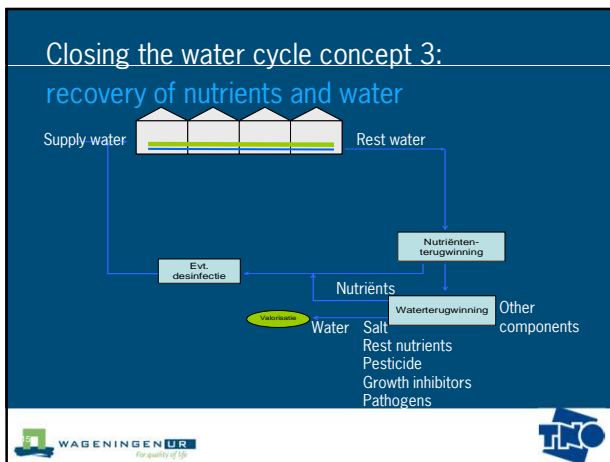 Closing the water cycle concept 3:
recovery of nutrients and water
Supply water
Rest water
Nutriënten-
terugwinning
Evt.
desinfectie
Nutriënts
Waterterugwinning
Other
components
Valorisatie
Water
Salt
Rest nutrients
Pesticide
Growth inhibitors
Pathogens
WAGENINGEN UR
For quality of life
TNO